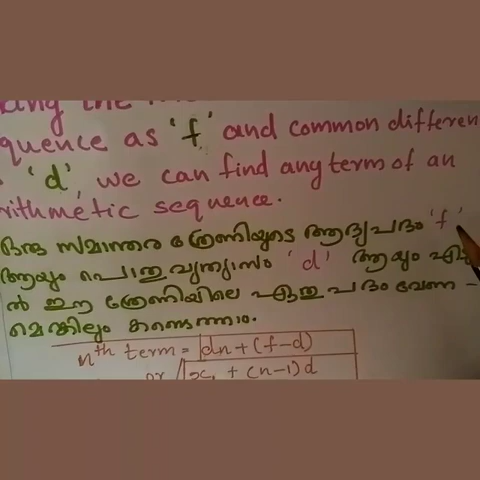 quence as 'f' and common differen
'd', we can find any term of an
rithmetic sequence.
ഒരു സമാന്തര ശ്രേണിയുടെ ആദ്യപദം 'f'
ആയും പൊതുവ്യത്യാസം 'd' ആയും എടു
ൽ ഈ ശ്രേണിയിലെ ഏതു പദം വേണ -
മെങ്കിലും കണ്ടെത്താം.
nth term = dn + (f-d)
or x₁ + (n-1)d